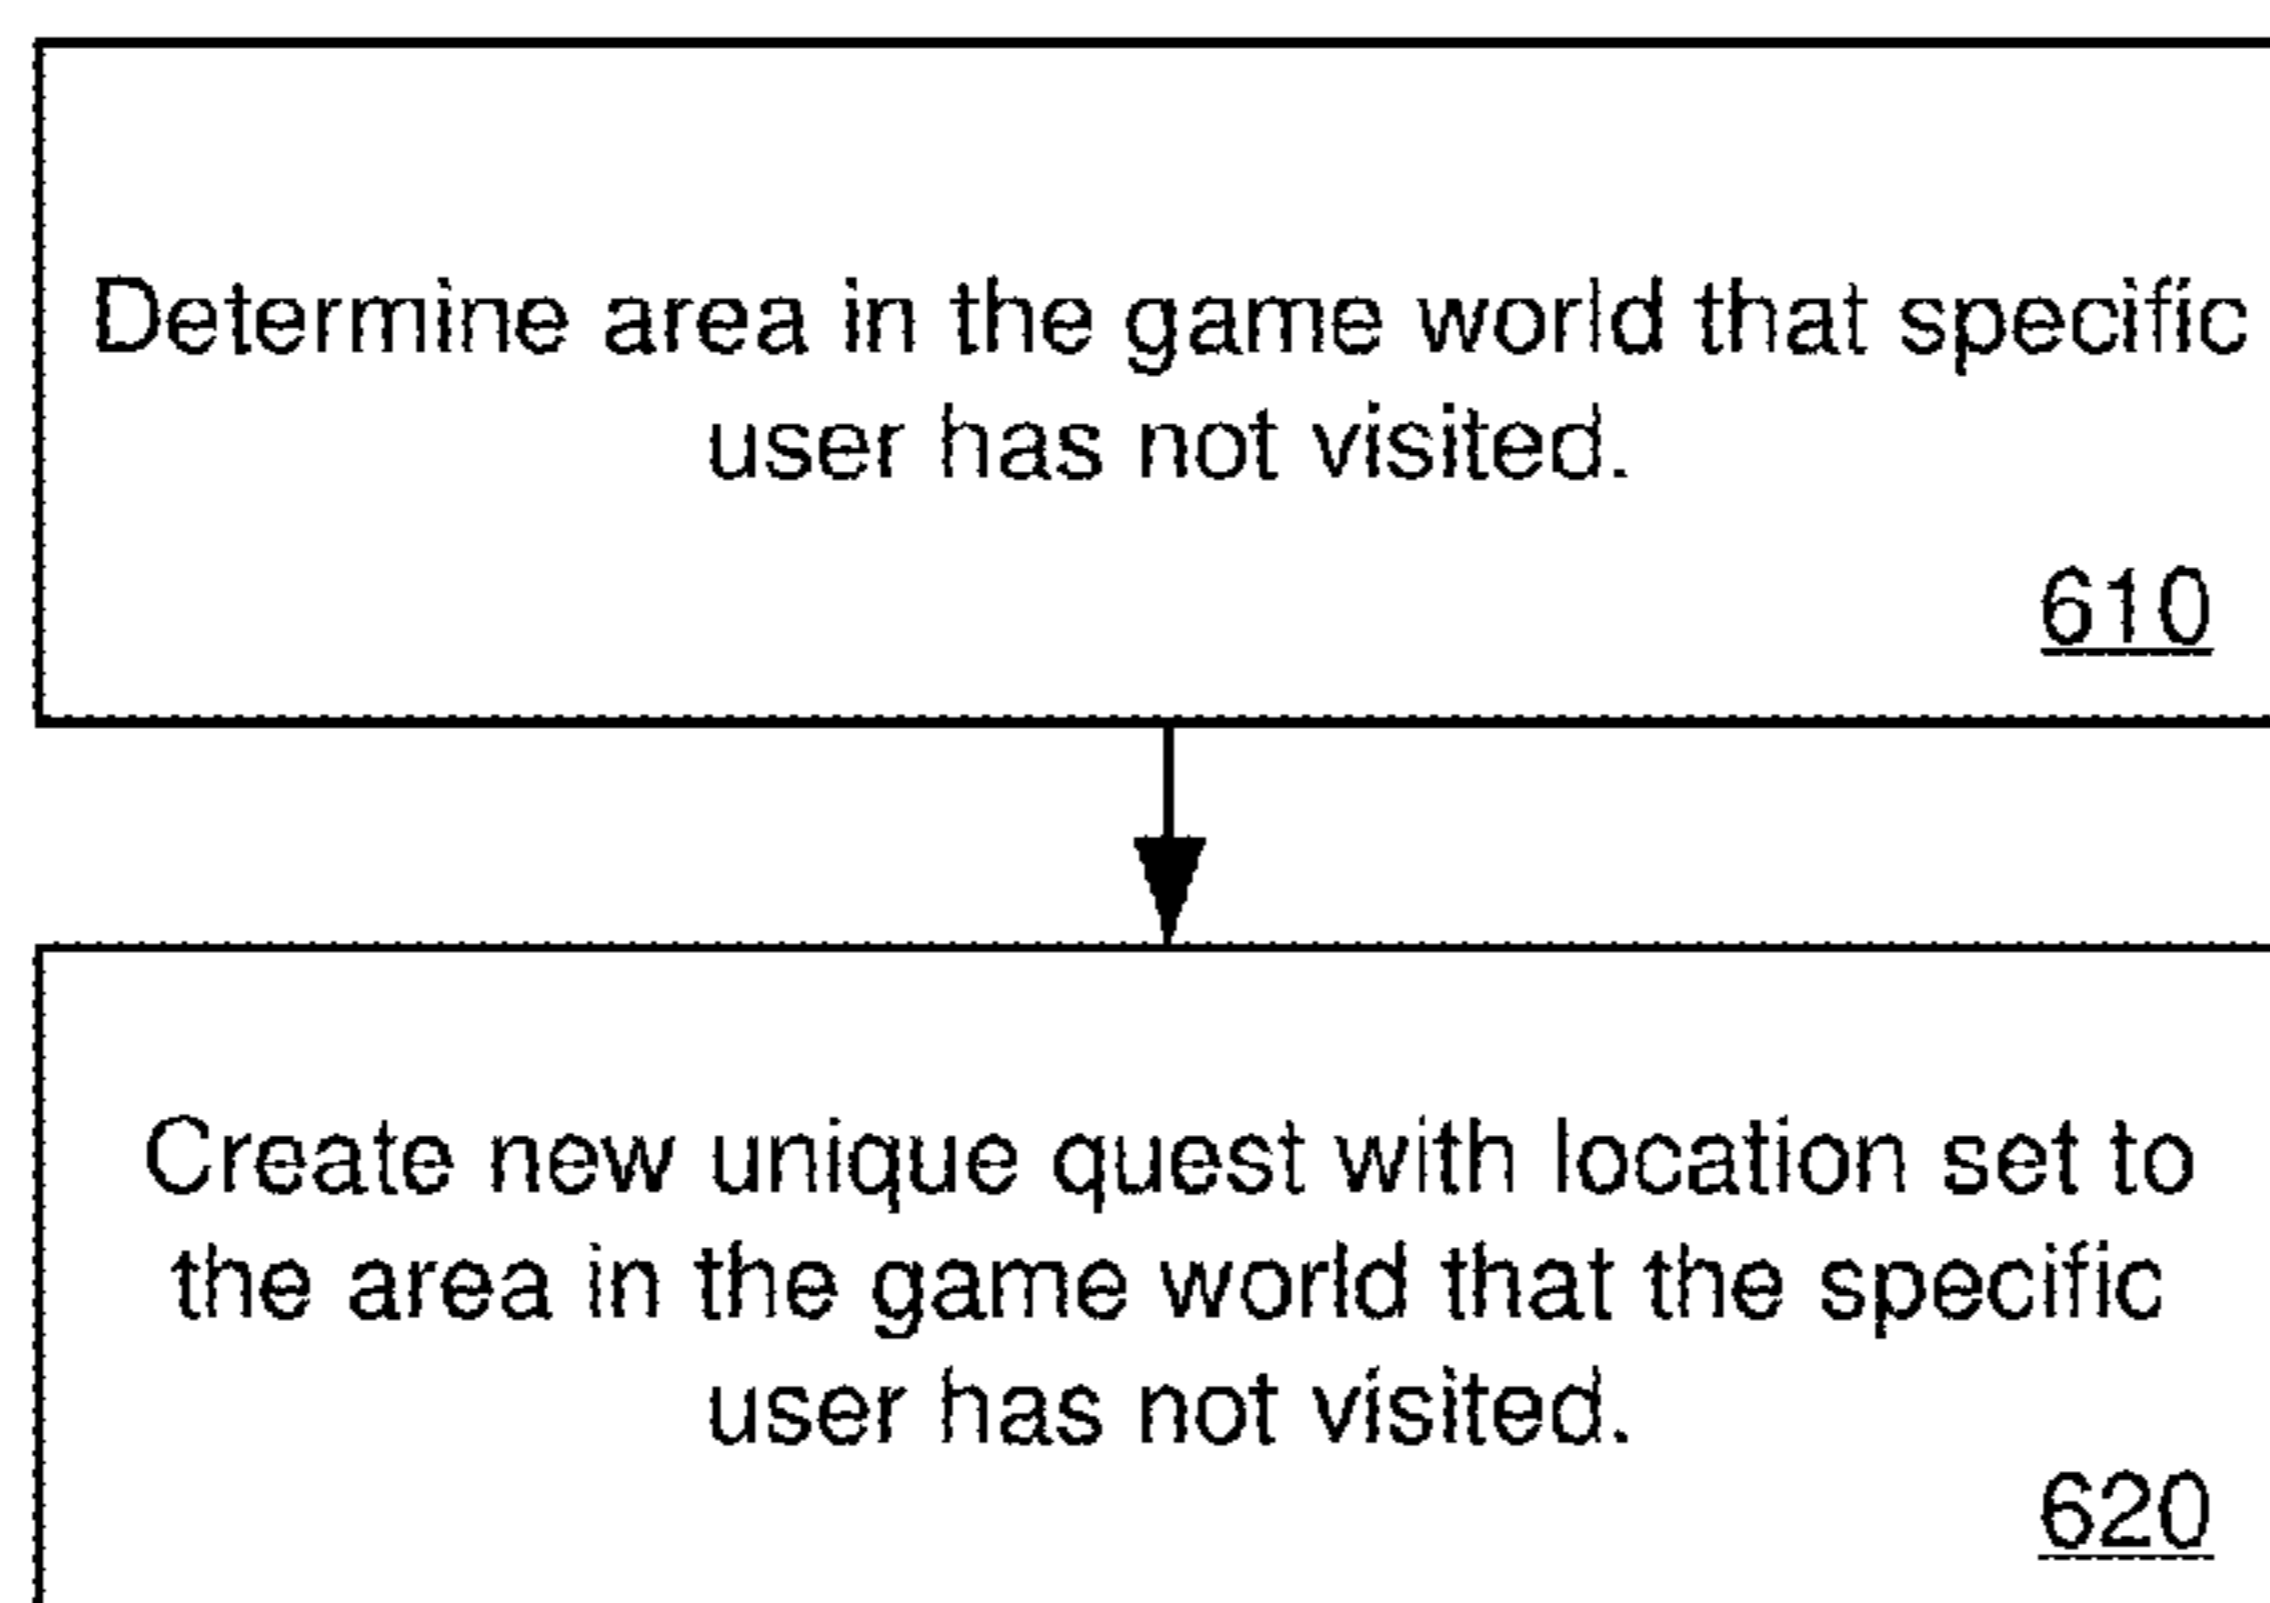 Determine area in the game world that specific
user has not visited.
610
Create new unique quest with location set to
the area in the game world that the specific
user has not visited.
620